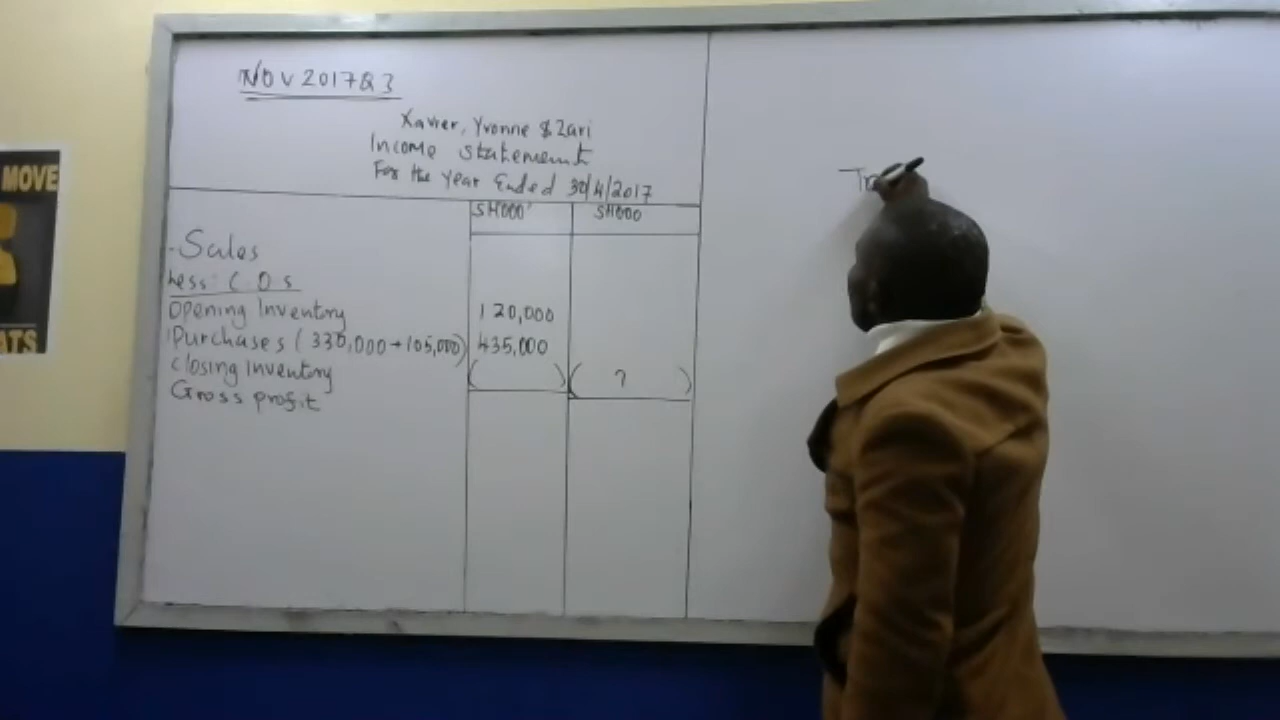 MOVE
ATS
NOV 2017 Q3
Xavier, Yvonne & Zari
Income statement
For the Year Ended 30/4/2017
SH000' SH000
- Sales
Less: C O S
Opening Inventory 120,000
Purchases (330,000+105,000) 435,000
Closing Inventory ( ) ( ? )
Gross profit
Tr